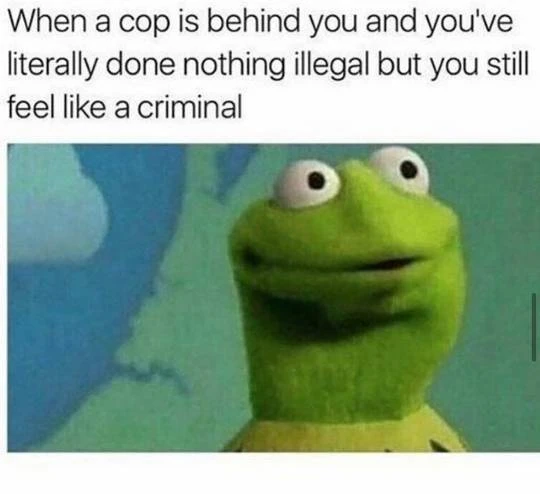 When a cop is behind you and you've
literally done nothing illegal but you still
feel like a criminal